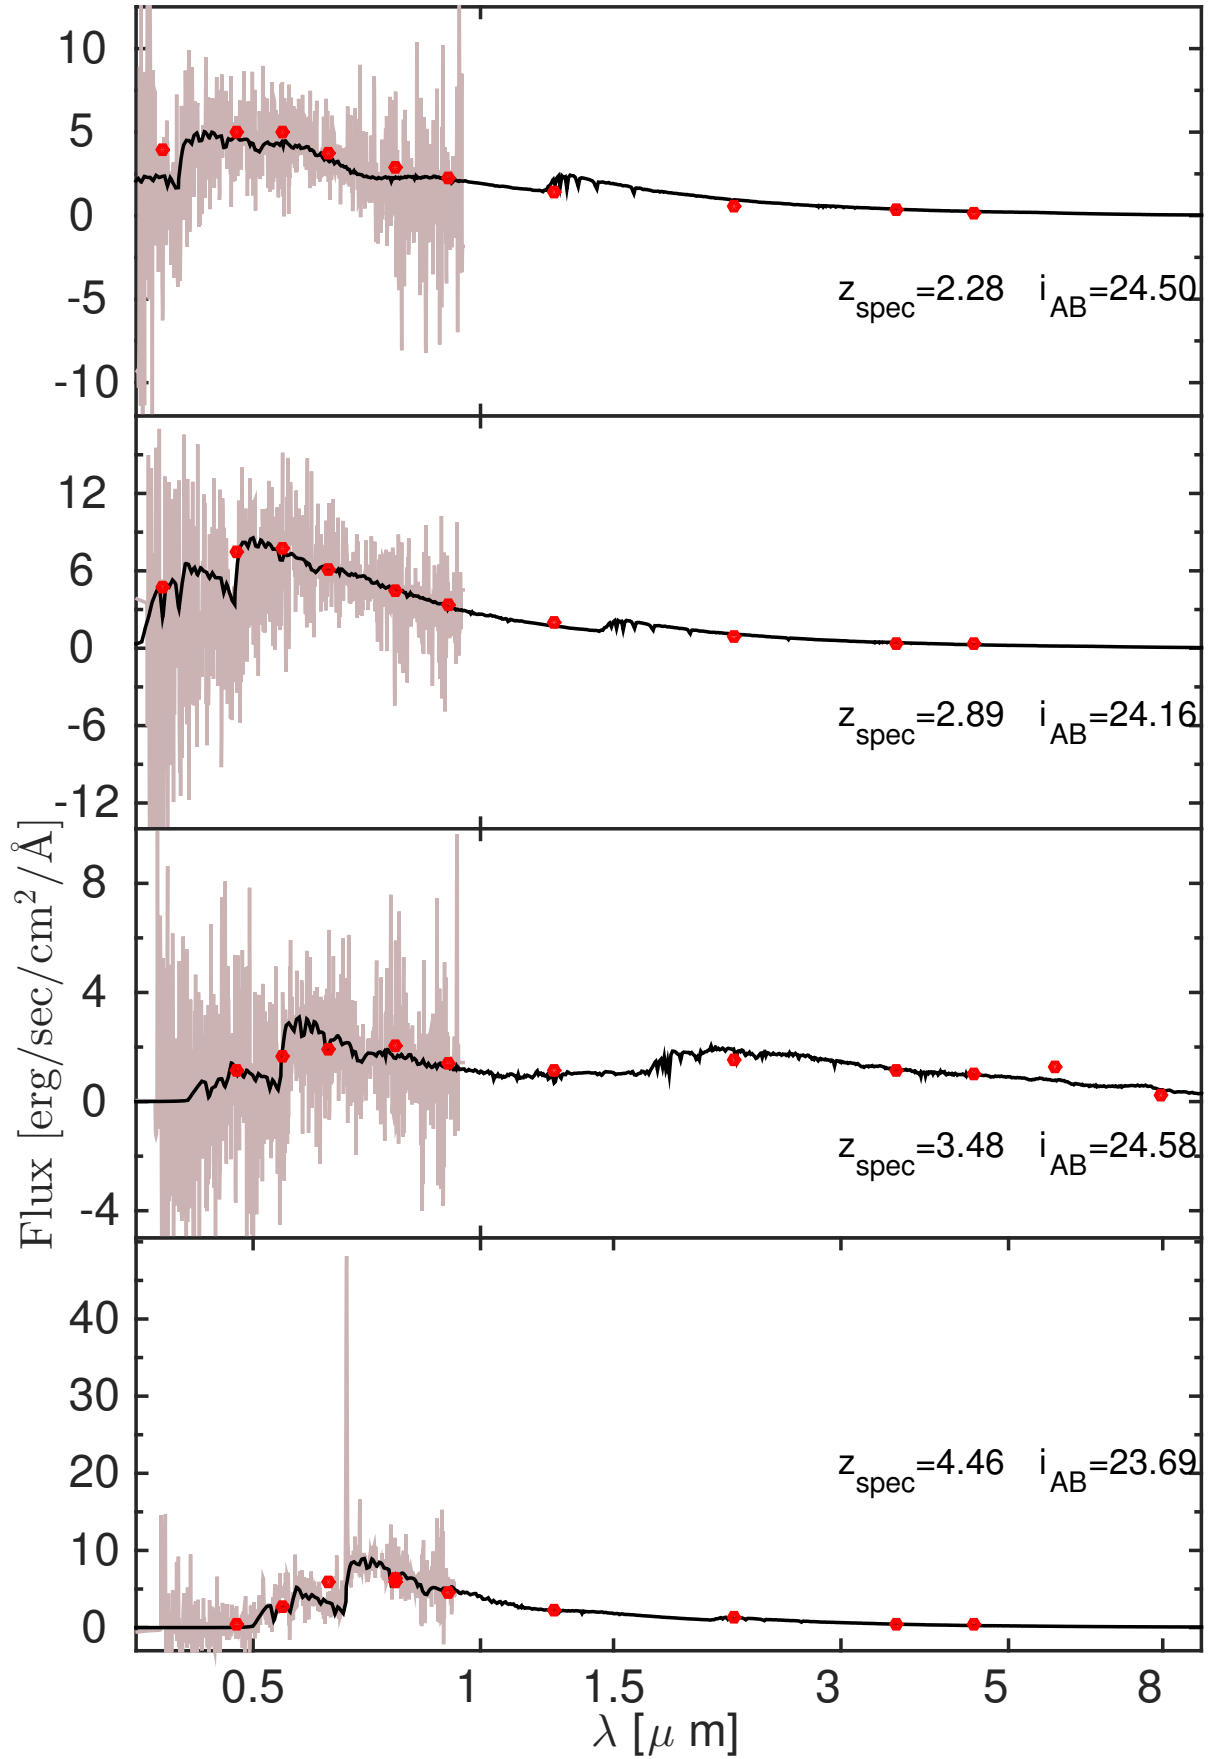 10
5
0
-5
-10
z_spec=2.28 i_AB=24.50
12
6
0
-6
-12
z_spec=2.89 i_AB=24.16
8
4
0
-4
z_spec=3.48 i_AB=24.58
40
30
20
10
0
z_spec=4.46 i_AB=23.69
0.5 1 1.5 3 5 8
λ [μ m]
Flux [erg/sec/cm²/Å]